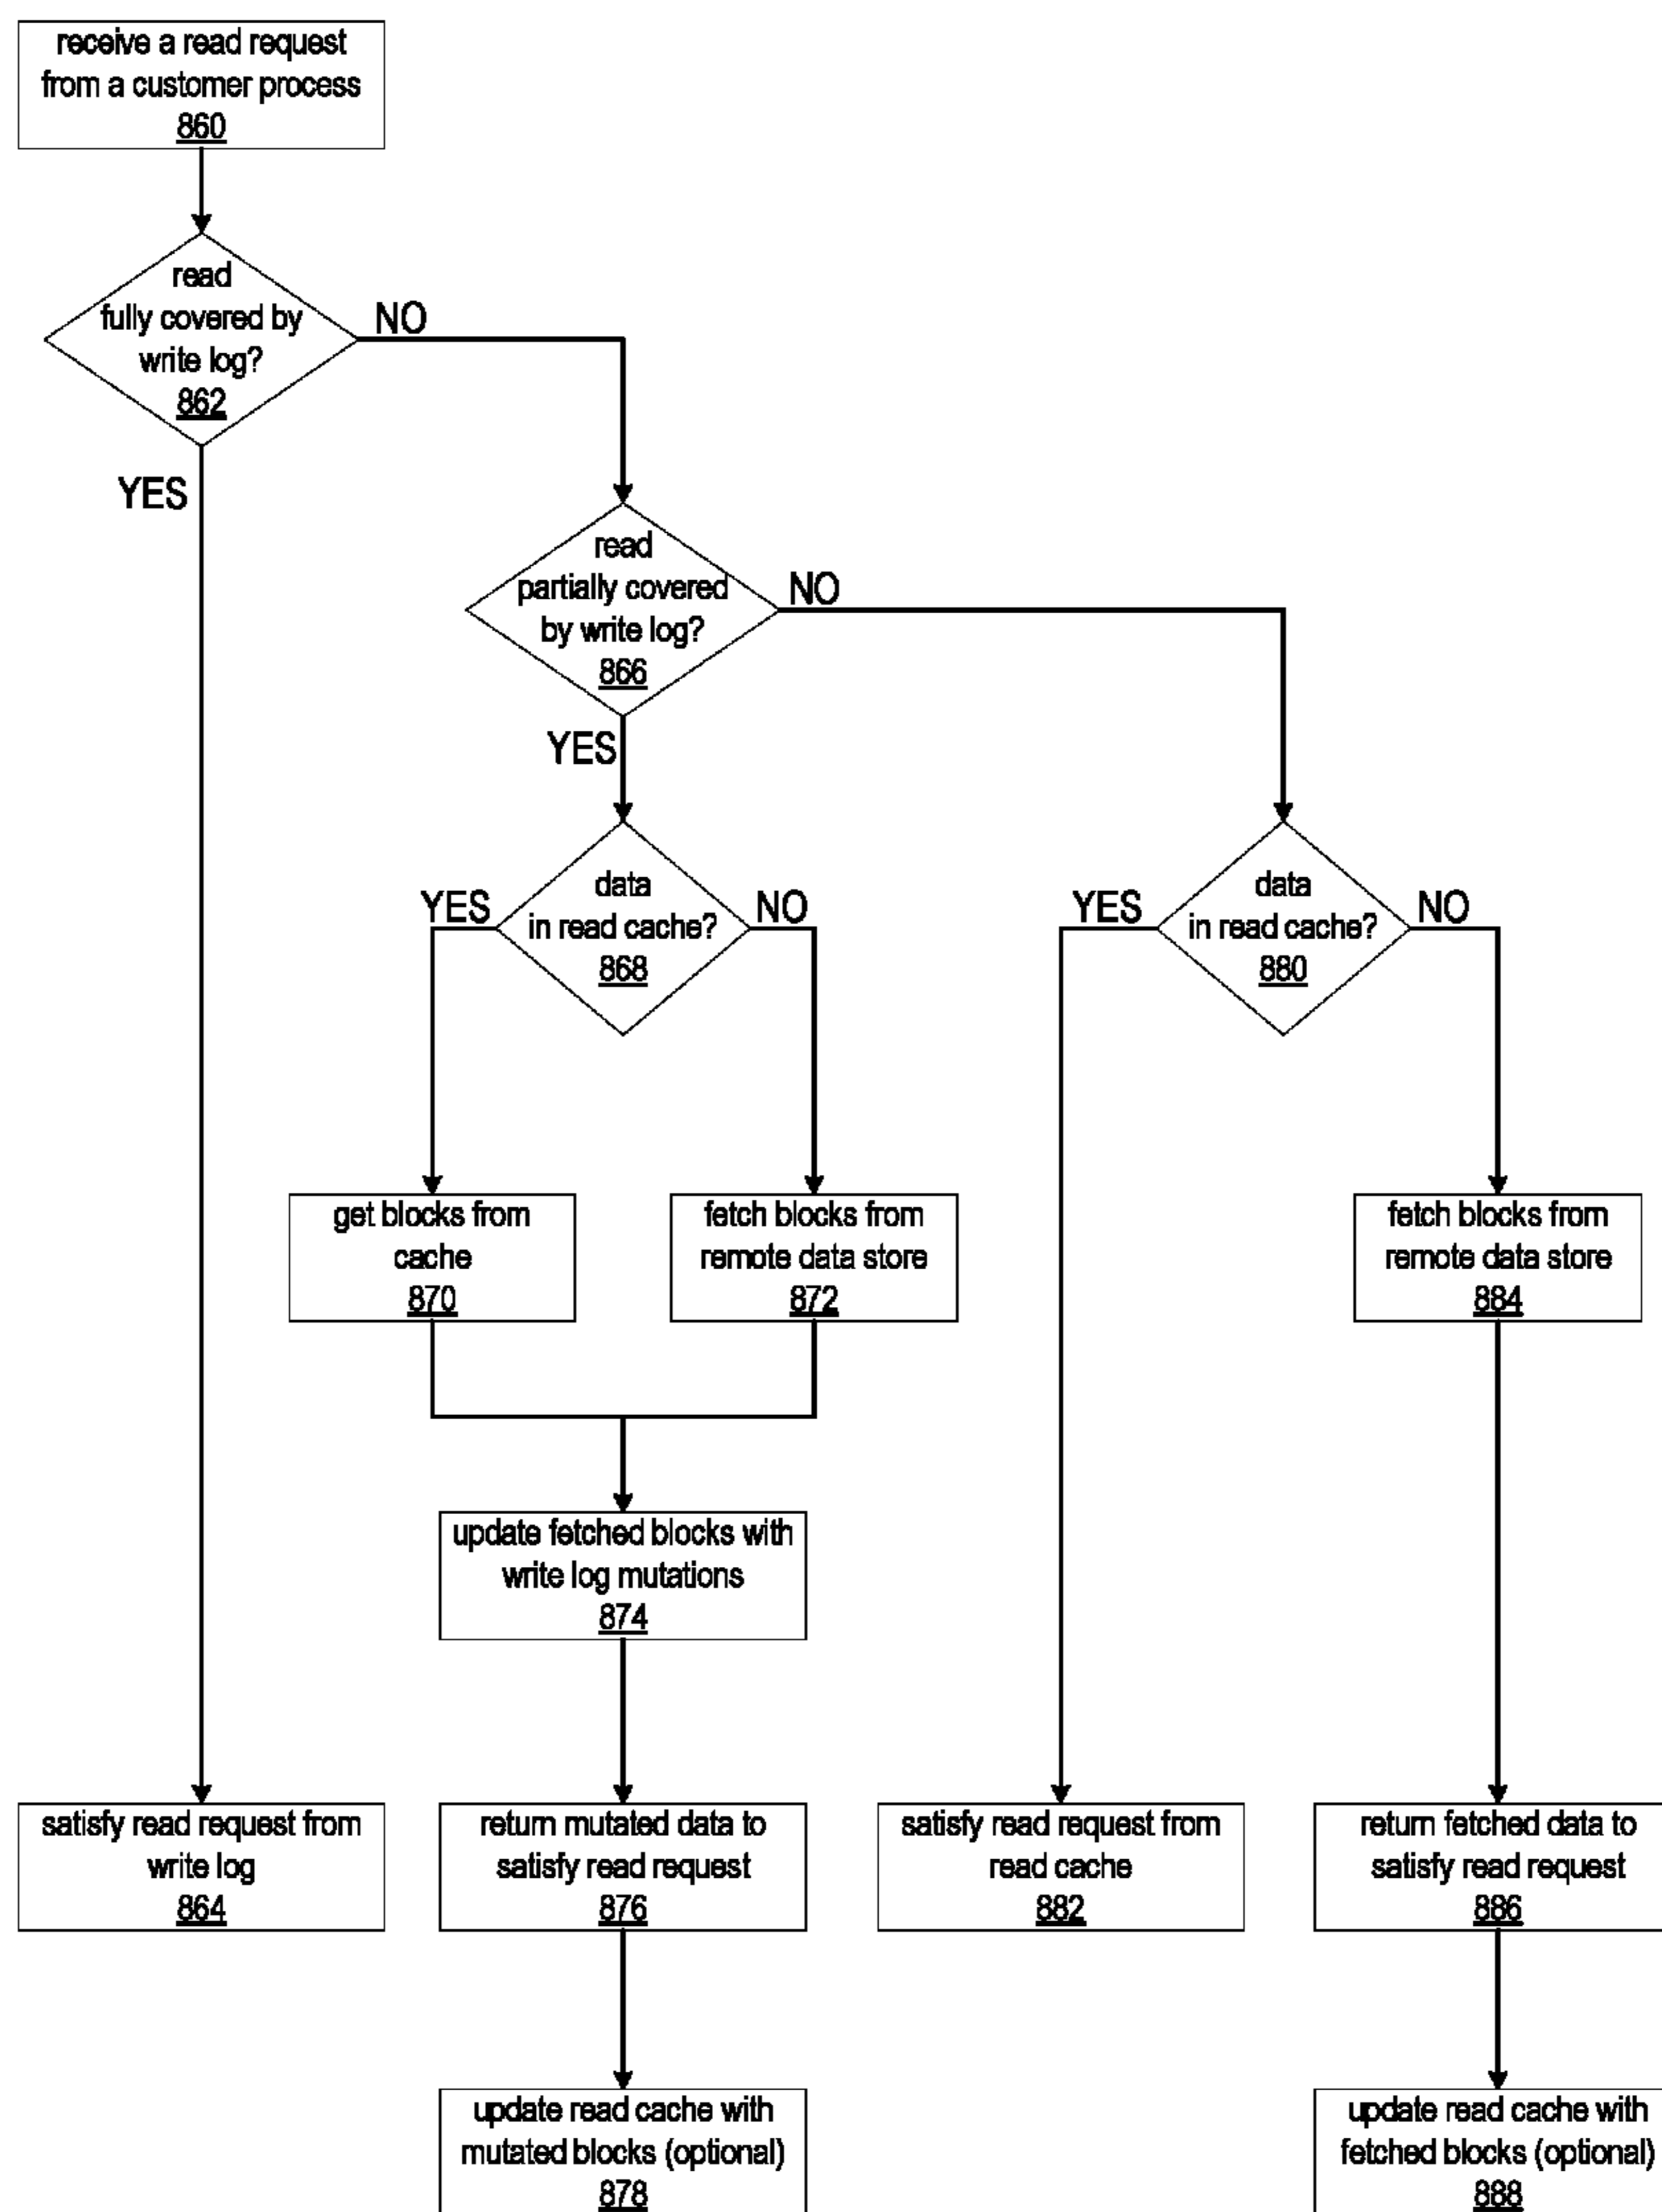 receive a read request
from a customer process
860
read
fully covered by
write log?
862
NO
YES
read
partially covered
by write log?
866
NO
YES
data
in read cache?
868
YES
NO
data
in read cache?
880
YES
NO
get blocks from
cache
870
fetch blocks from
remote data store
872
fetch blocks from
remote data store
884
update fetched blocks with
write log mutations
874
satisfy read request from
write log
864
return mutated data to
satisfy read request
876
satisfy read request from
read cache
882
return fetched data to
satisfy read request
886
update read cache with
mutated blocks (optional)
878
update read cache with
fetched blocks (optional)
888